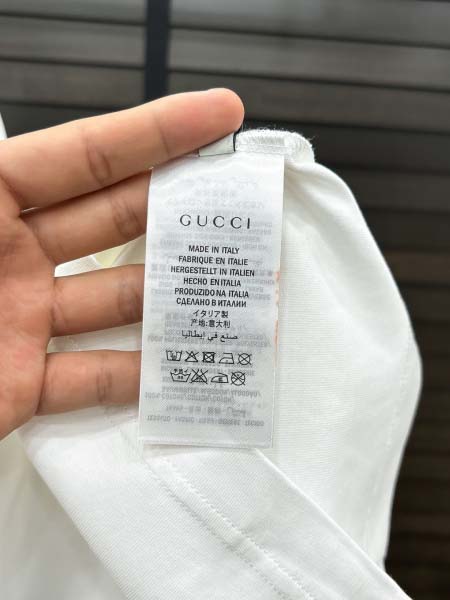 GUCCI
MADE IN ITALY
FABRIQUE EN ITALIE
HERGESTELLT IN ITALIEN
HECHO EN ITALIA
PRODUZIDO NA ITALIA
СДЕЛАНО В ИТАЛИИ
イタリア製
产地:意大利
صنع في إيطاليا